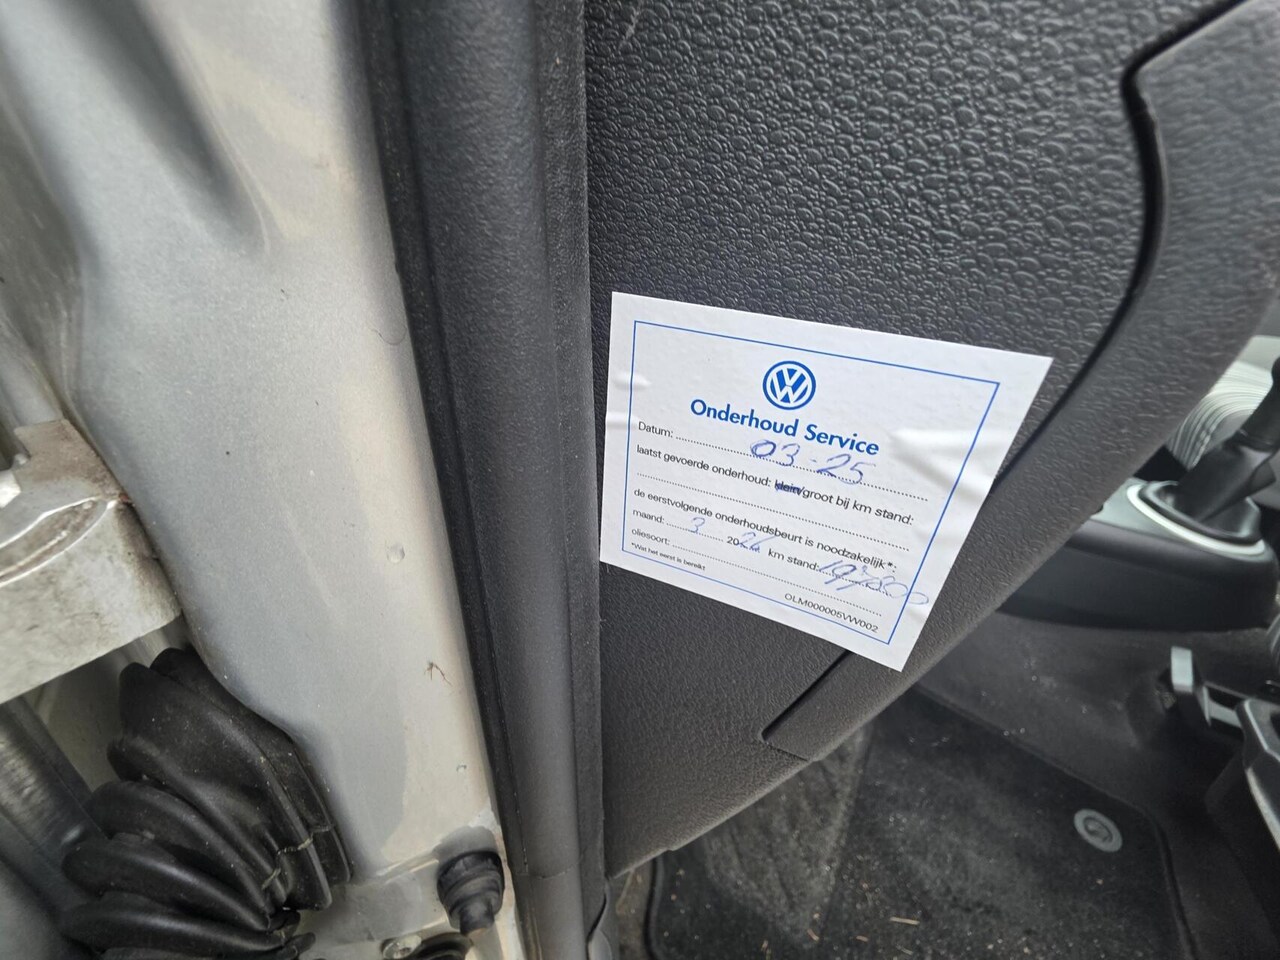 Onderhoud Service
Datum: 03-25
laatst gevoerde onderhoud: klein/groot bij km stand:
de eerstvolgende onderhoudsbeurt is noodzakelijk*:
maand: 3 2026 km stand: 197800
oliesoort:
*Wat het eerst is bereikt
OLM000005VW002